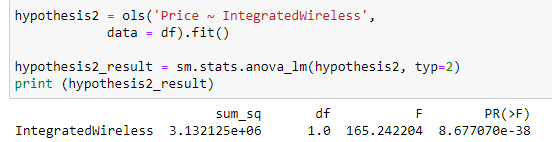 hypothesis2 = ols('Price ~ IntegratedWireless',
data = df).fit()
hypothesis2_result = sm.stats.anova_lm(hypothesis2, typ=2)
print (hypothesis2_result)
sum_sq df F PR(>F)
IntegratedWireless 3.132125e+06 1.0 165.242204 8.677070e-38